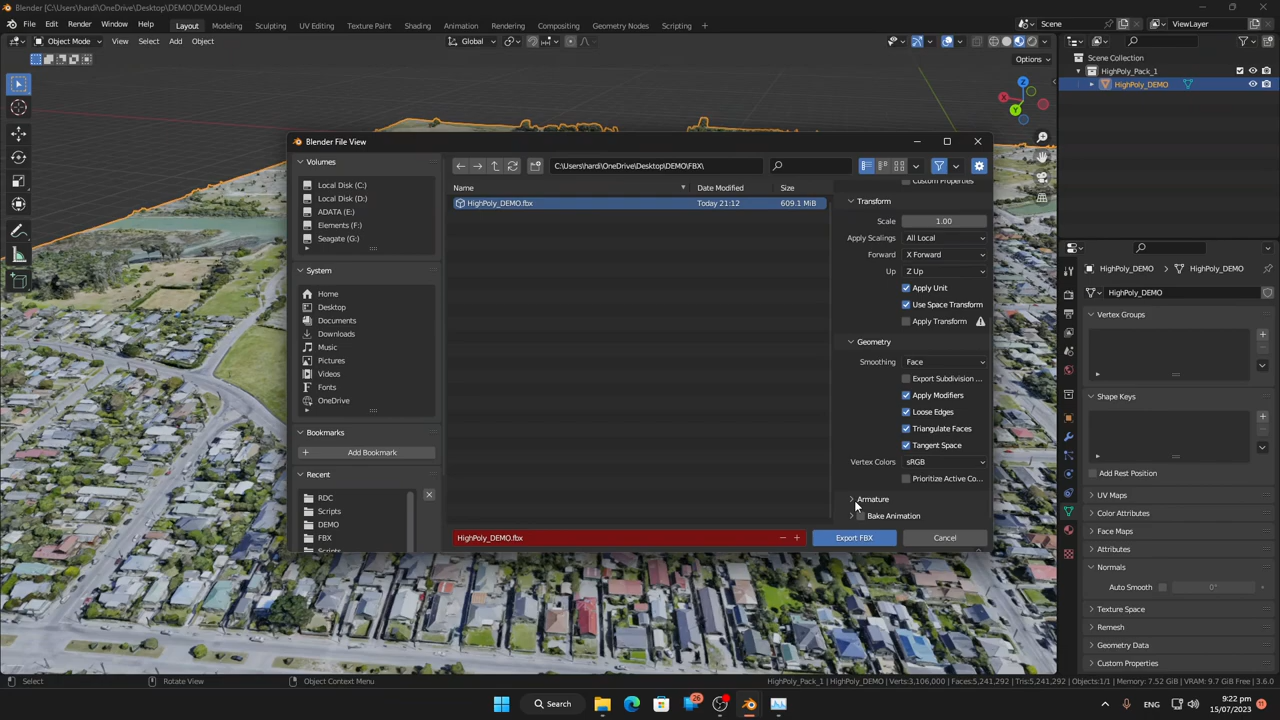 Blender [C:\Users\hardi\OneDrive\Desktop\DEMO\DEMO.blend]
File Edit Render Window Help Layout Modeling Sculpting UV Editing Texture Paint Shading Animation Rendering Compositing Geometry Nodes Scripting + Scene ViewLayer
Object Mode View Select Add Object Global
Options
Scene Collection
HighPoly_Pack_1
HighPoly_DEMO
Z
X
Y
Blender File View
Volumes
Local Disk (C:)
Local Disk (D:)
ADATA (E:)
Elements (F:)
Seagate (G:)
System
Home
Desktop
Documents
Downloads
Music
Pictures
Videos
Fonts
OneDrive
Bookmarks
Add Bookmark
Recent
RDC
Scripts
DEMO
FBX
Scripts
C:\Users\hardi\OneDrive\Desktop\DEMO\FBX\
Name Date Modified Size
HighPoly_DEMO.fbx Today 21:12 609.1 MiB
Custom Properties
Transform
Scale 1.00
Apply Scalings All Local
Forward X Forward
Up Z Up
Apply Unit
Use Space Transform
Apply Transform
Geometry
Smoothing Face
Export Subdivision ...
Apply Modifiers
Loose Edges
Triangulate Faces
Tangent Space
Vertex Colors sRGB
Prioritize Active Co...
Armature
Bake Animation
HighPoly_DEMO.fbx
Export FBX Cancel
HighPoly_DEMO HighPoly_DEMO
HighPoly_DEMO
Vertex Groups
Shape Keys
Add Rest Position
UV Maps
Color Attributes
Face Maps
Attributes
Normals
Auto Smooth 0°
Texture Space
Remesh
Geometry Data
Custom Properties
Select Rotate View Object Context Menu HighPoly_Pack_1 | HighPoly_DEMO | Verts:3,106,000 | Faces:5,241,292 | Tris:5,241,292 | Objects:1/1 | Memory: 7.52 GiB | VRAM: 9.7 GiB Free | 3.6.0
Search
26
ENG
9:22 pm
15/07/2023